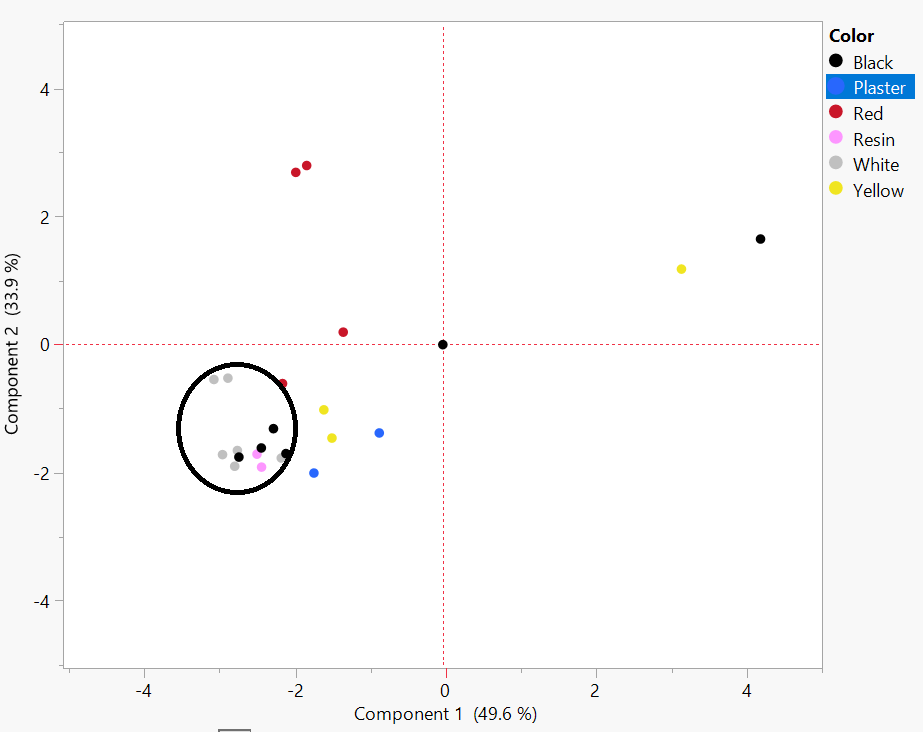 Color
Black
Plaster
Red
Resin
White
Yellow
4
2
0
-2
-4
Component 2 (33.9 %)
-4
-2
0
2
4
Component 1 (49.6 %)